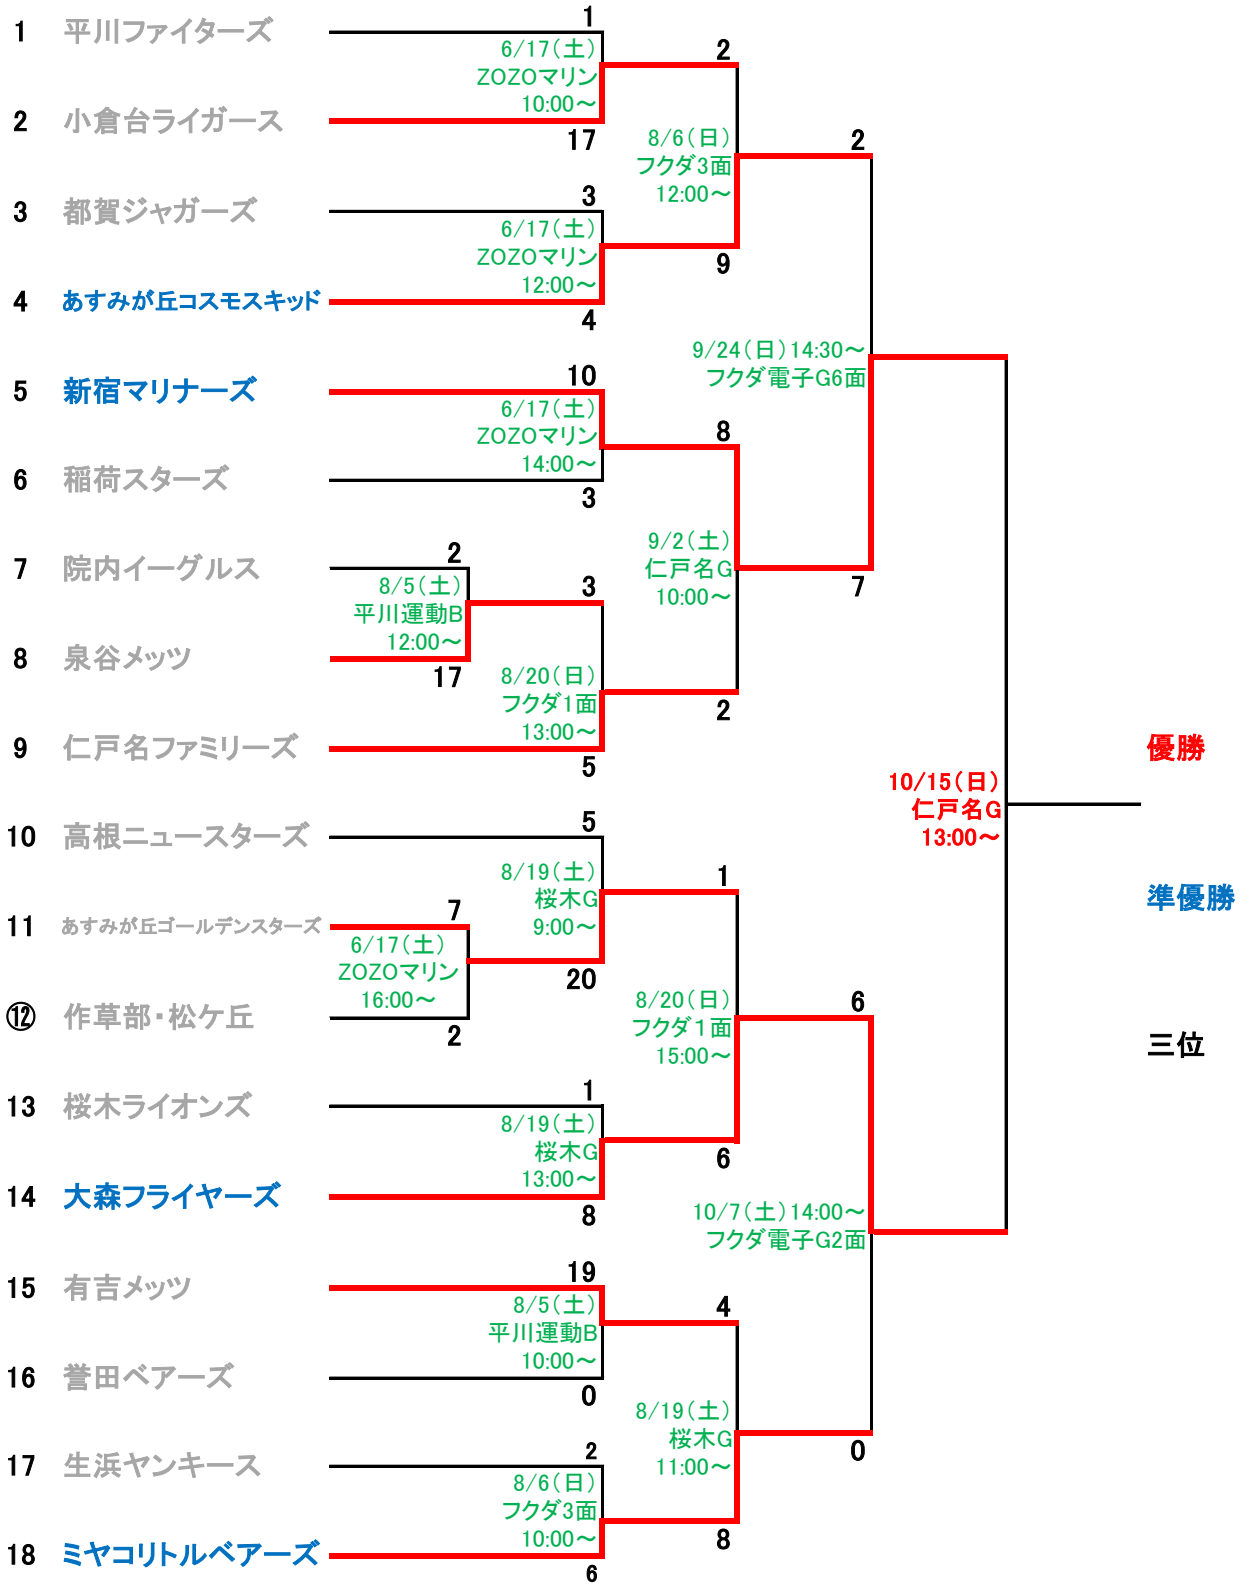 1 平川ファイターズ
1
6/17(土)
ZOZOマリン
10:00～
2
2 小倉台ライガース
17
8/6(日)
フクダ3面
12:00～
2
3 都賀ジャガーズ
3
6/17(土)
ZOZOマリン
12:00～
9
4 あすみが丘コスモスキッド
4
9/24(日)14:30～
フクダ電子G6面
5 新宿マリナーズ
10
6/17(土)
ZOZOマリン
14:00～
8
6 稲荷スターズ
3
9/2(土)
仁戸名G
10:00～
7
7 院内イーグルス
2
8/5(土)
平川運動B
12:00～
3
8 泉谷メッツ
17
8/20(日)
フクダ1面
13:00～
2
9 仁戸名ファミリーズ
5
優勝
10/15(日)
仁戸名G
13:00～
10 高根ニュースターズ
5
8/19(土)
桜木G
9:00～
1
準優勝
11 あすみが丘ゴールデンスターズ
7
6/17(土)
ZOZOマリン
16:00～
20
⑫ 作草部・松ケ丘
2
8/20(日)
フクダ1面
15:00～
6
三位
13 桜木ライオンズ
1
8/19(土)
桜木G
13:00～
6
14 大森フライヤーズ
8
10/7(土)14:00～
フクダ電子G2面
15 有吉メッツ
19
8/5(土)
平川運動B
10:00～
4
16 誉田ベアーズ
0
8/19(土)
桜木G
11:00～
0
17 生浜ヤンキース
2
8/6(日)
フクダ3面
10:00～
8
18 ミヤコリトルベアーズ
6